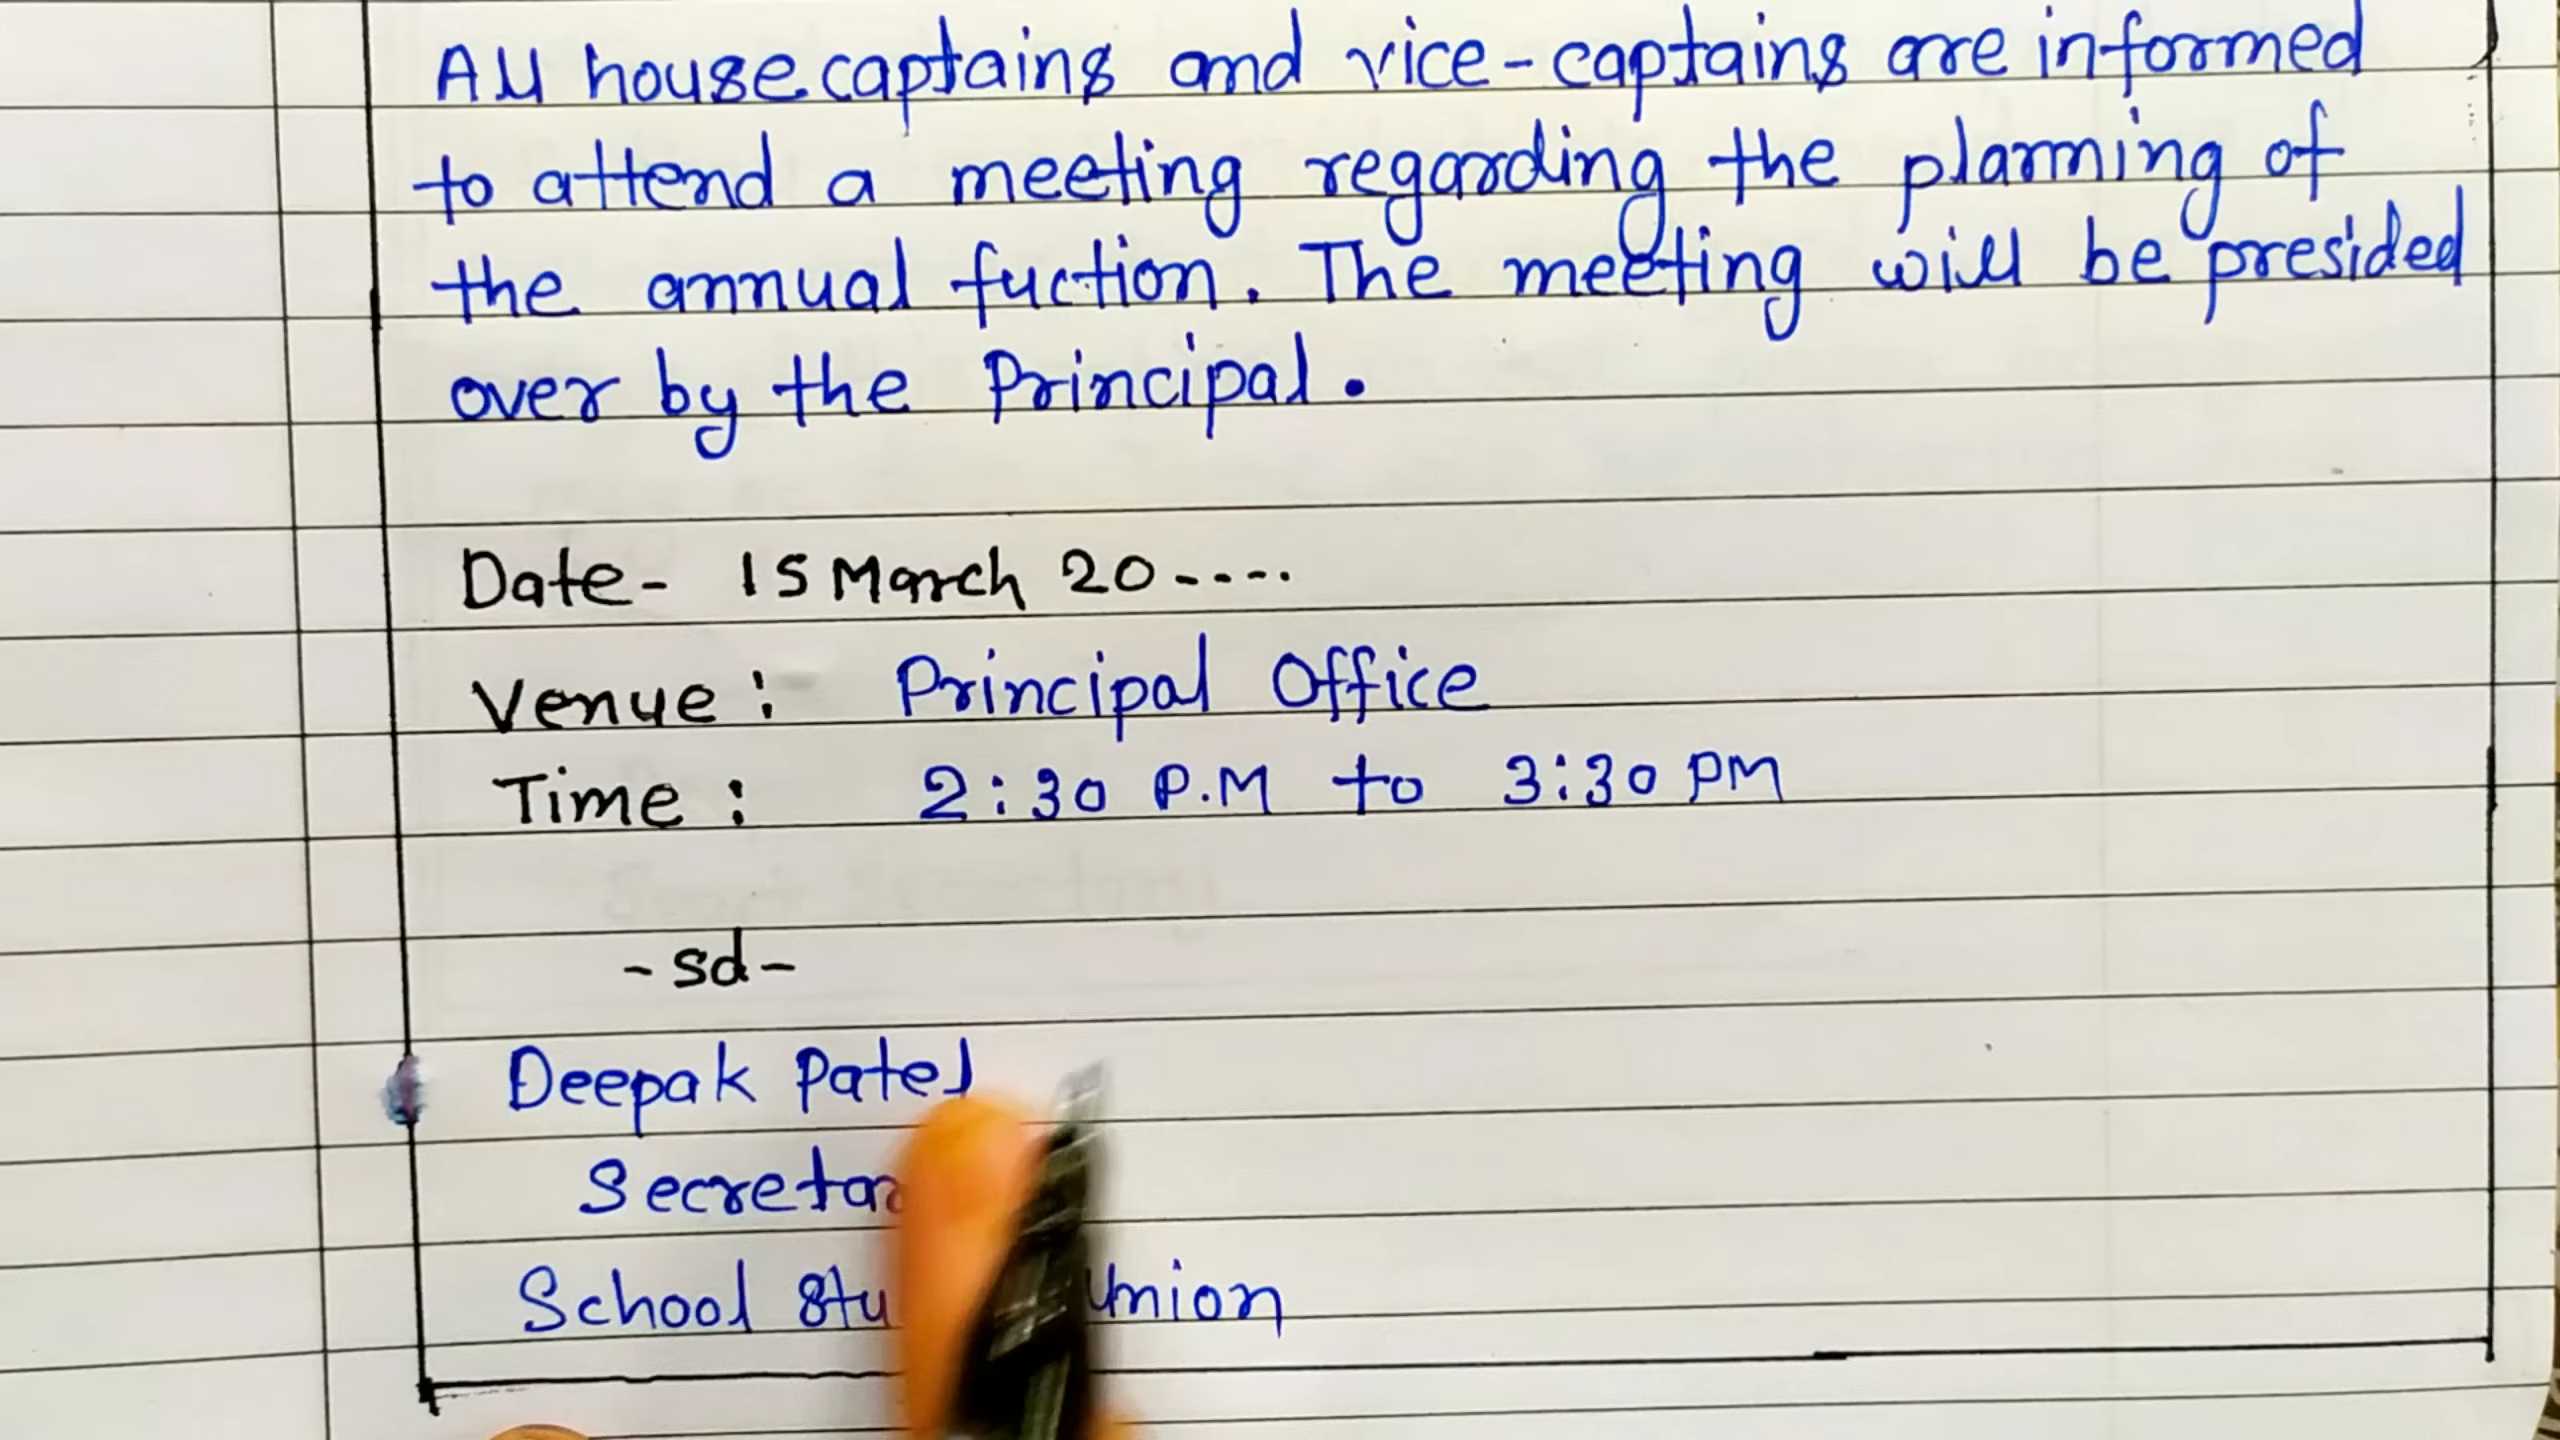 All house captains and vice-captains are informed
to attend a meeting regarding the planning of
the annual fuction. The meeting will be presided
over by the Principal.
Date- 15 March 20----
Venue : Principal Office
Time : 2:30 P.M to 3:30 PM
-sd-
Deepak Patel
School Union